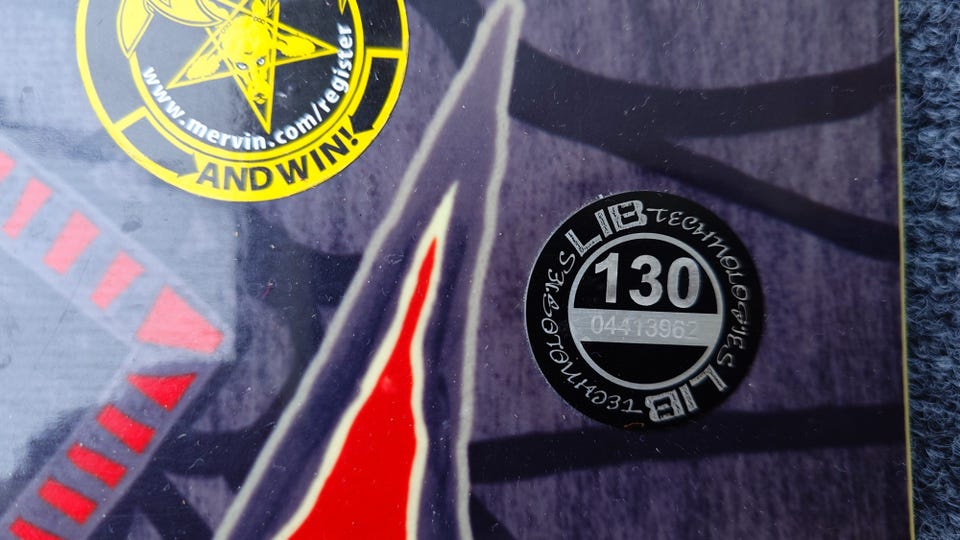 www.mervin.com/register
AND WIN!
LIB TECHNOLOGIES
130
04413962
LIB TECHNOLOGIES